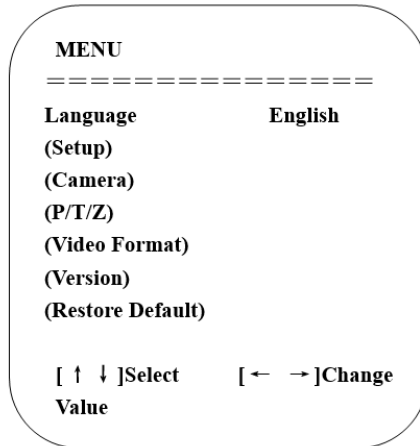 MENU
================
Language English
(Setup)
(Camera)
(P/T/Z)
(Video Format)
(Version)
(Restore Default)
[ ↑ ↓ ]Select [← →]Change
Value